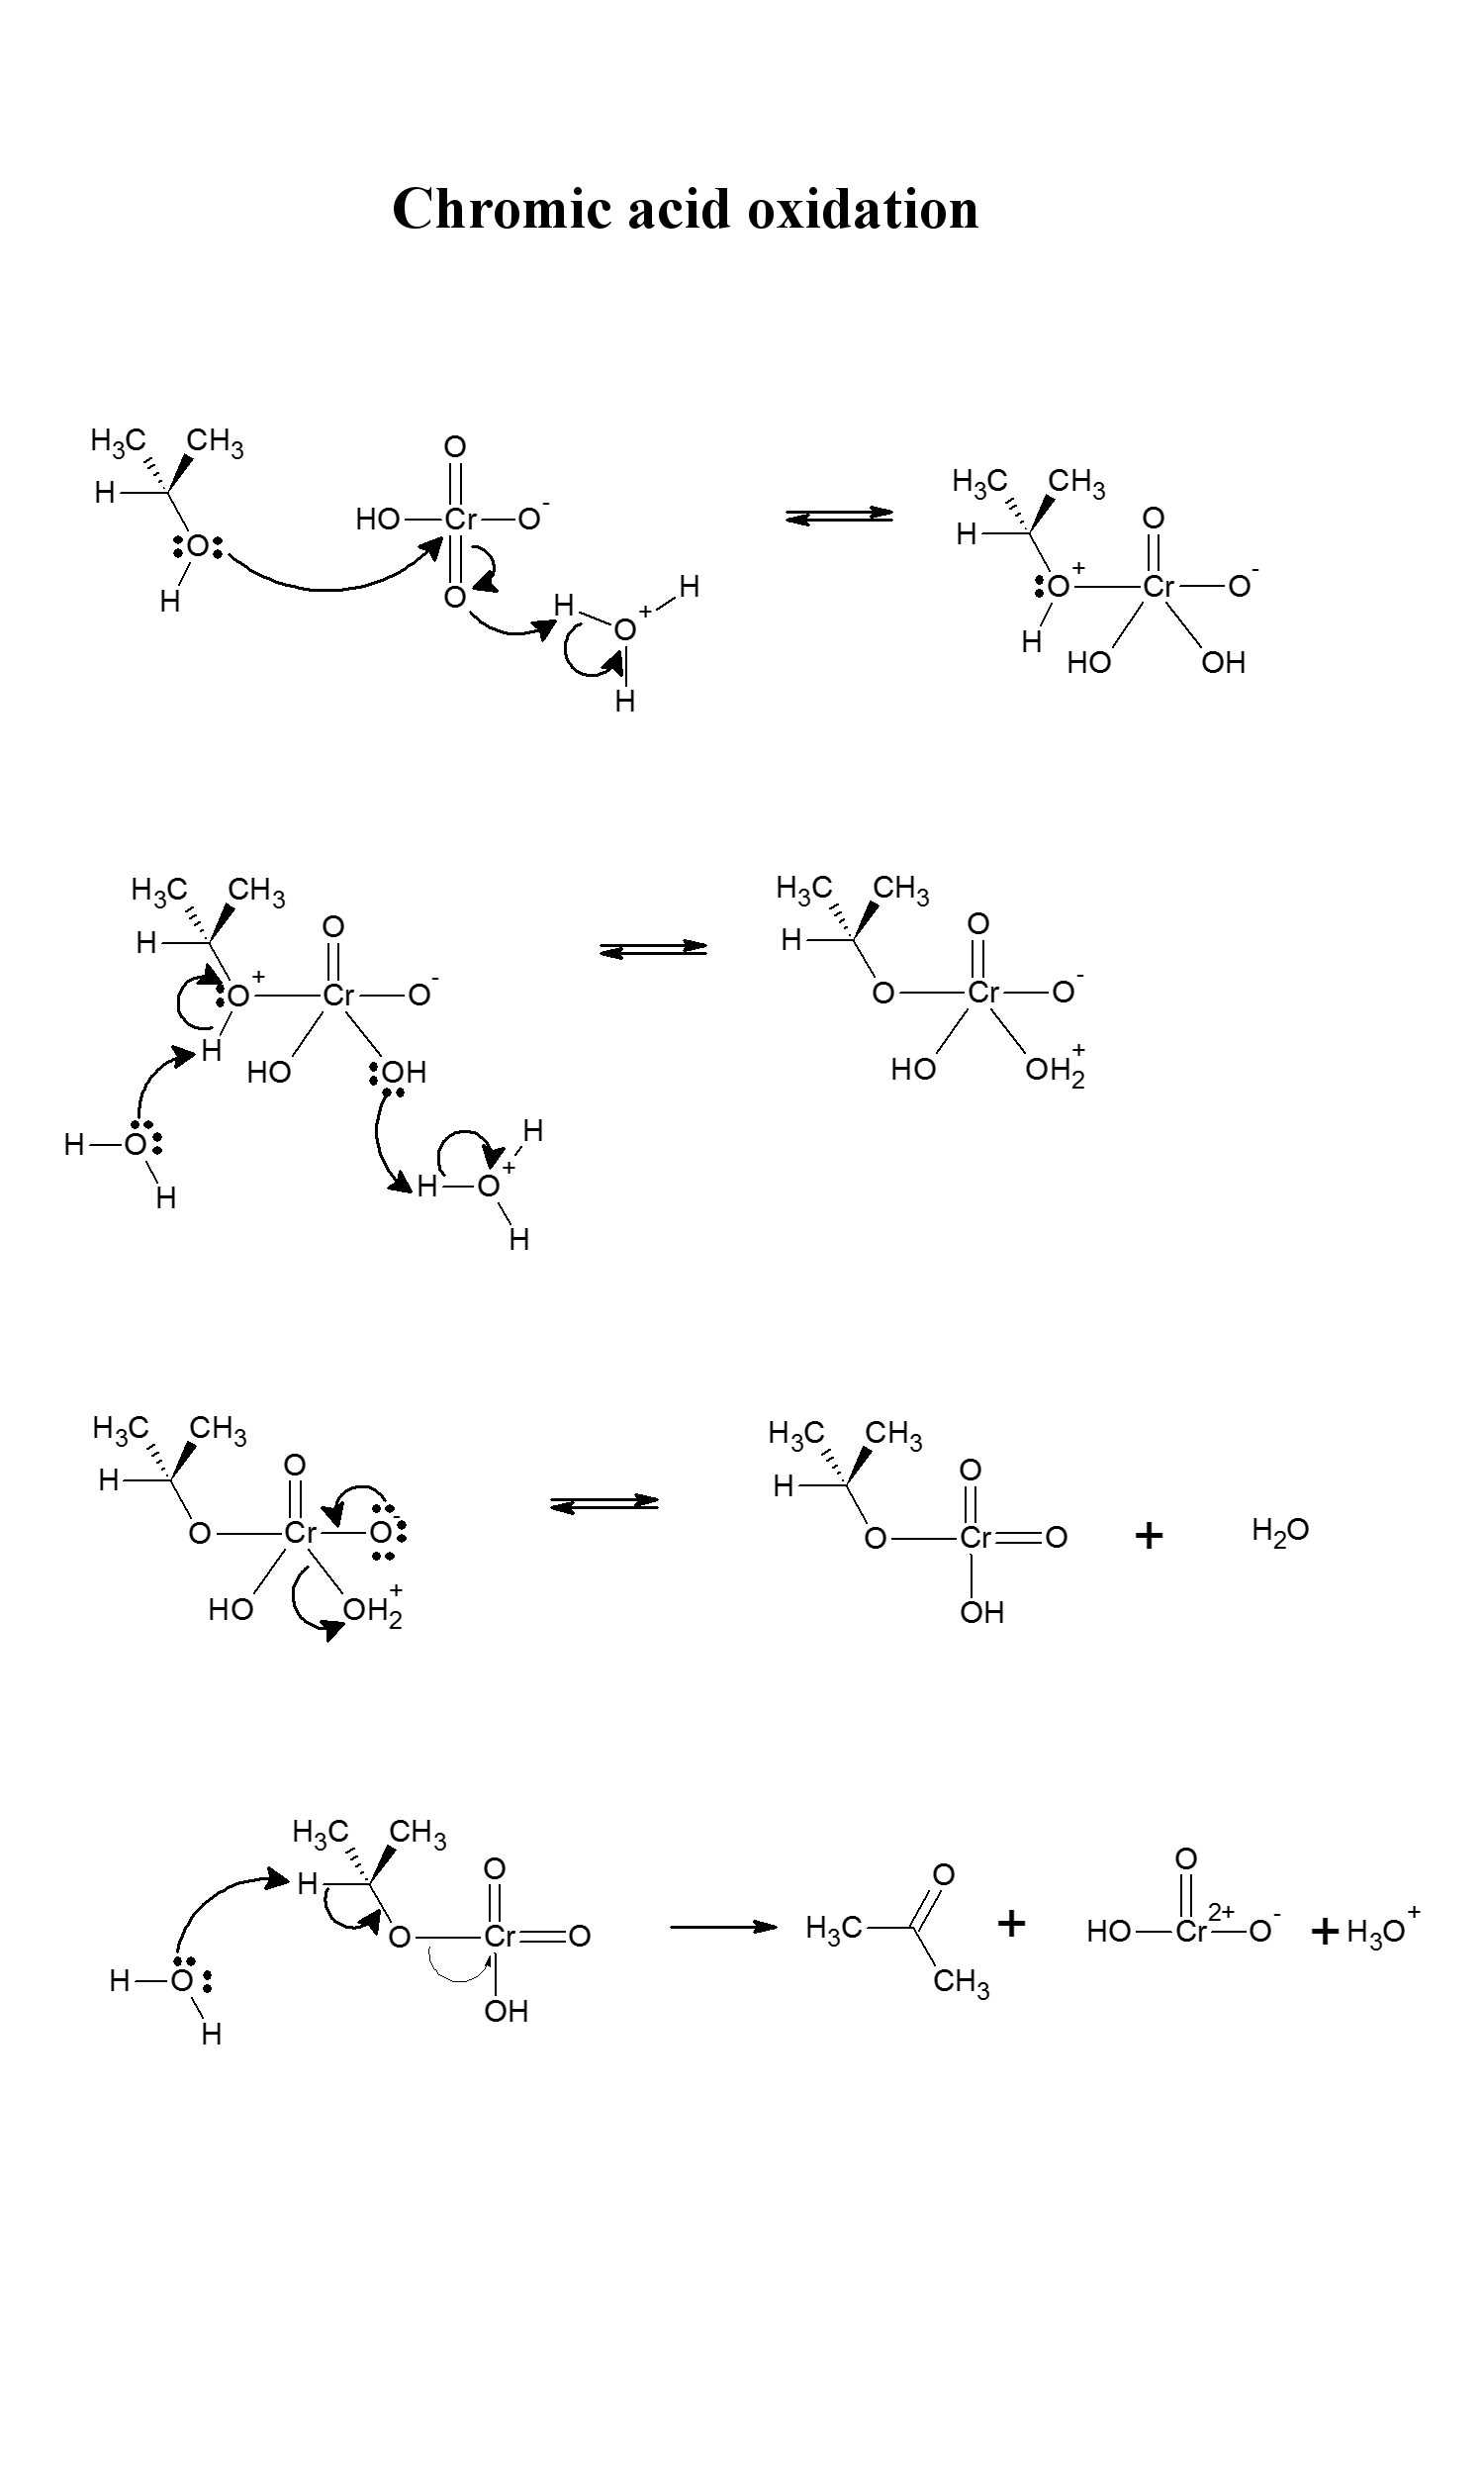 Chromic acid oxidation
H₃C CH₃ H O H
O HO Cr O⁻ O
H O⁺ H H
H₃C CH₃ H O⁺ H O Cr O⁻ HO OH
H₃C CH₃ H O⁺ H O Cr O⁻ HO OH
H O H
H O⁺ H H
H₃C CH₃ H O O Cr O⁻ HO OH₂⁺
H₃C CH₃ H O O Cr O⁻ HO OH₂⁺
H₃C CH₃ H O O Cr O OH + H₂O
H O H
H₃C CH₃ H O O Cr O OH
H₃C O CH₃ + O HO Cr²⁺ O⁻ + H₃O⁺